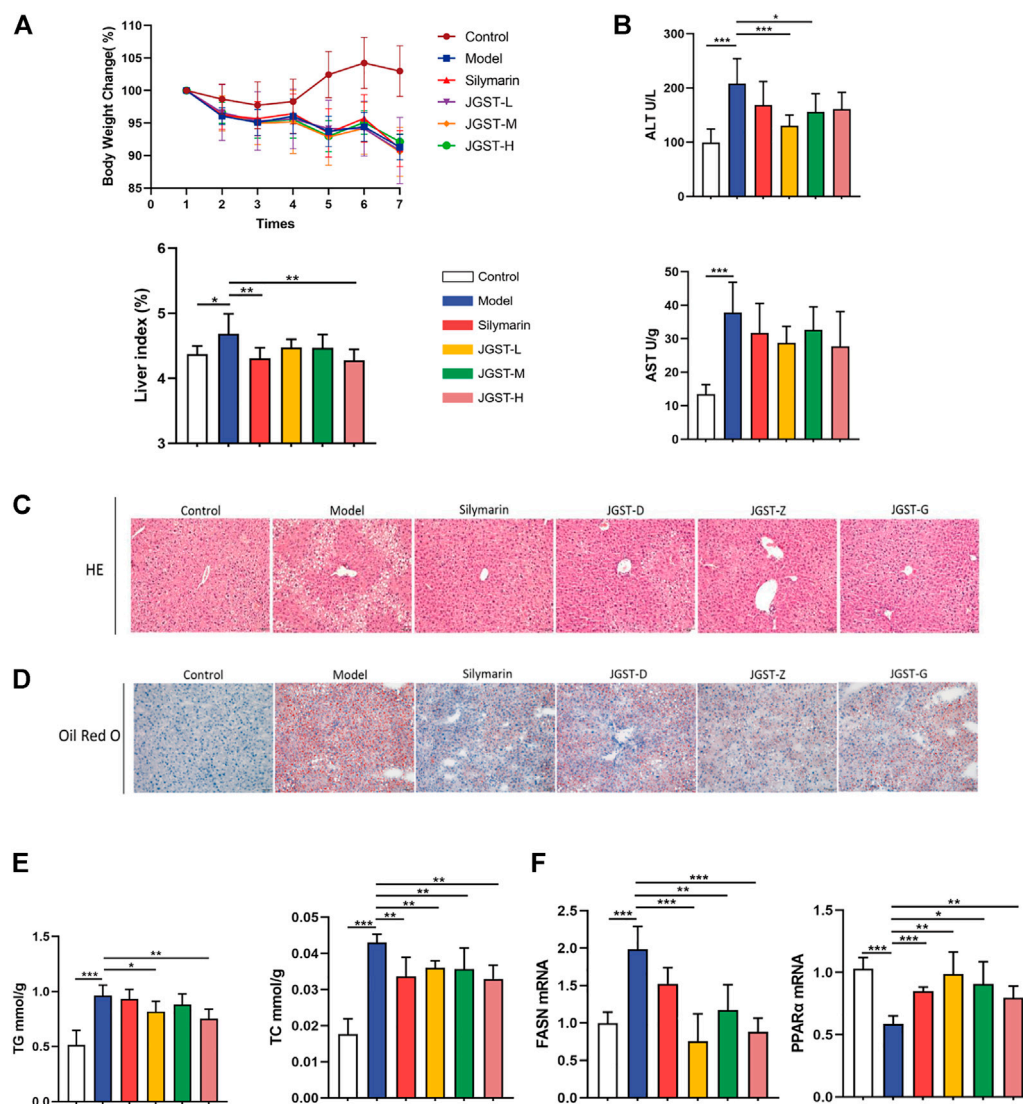 A
Body Weight Change( %)
110
105
100
95
90
85
0 1 2 3 4 5 6 7
Times
Control
Model
Silymarin
JGST-L
JGST-M
JGST-H
B
ALT U/L
300
200
100
0
***
***
*
Liver index (%)
6
5
4
3
*
**
**
Control
Model
Silymarin
JGST-L
JGST-M
JGST-H
AST U/g
50
40
30
20
10
0
***
C
Control Model Silymarin JGST-D JGST-Z JGST-G
HE
D
Control Model Silymarin JGST-D JGST-Z JGST-G
Oil Red O
E
TG mmol/g
1.5
1.0
0.5
0.0
***
*
**
TC mmol/g
0.05
0.04
0.03
0.02
0.01
0.00
***
**
**
**
**
F
FASN mRNA
2.5
2.0
1.5
1.0
0.5
0.0
***
***
**
***
PPARα mRNA
1.5
1.0
0.5
0.0
***
***
**
*
**